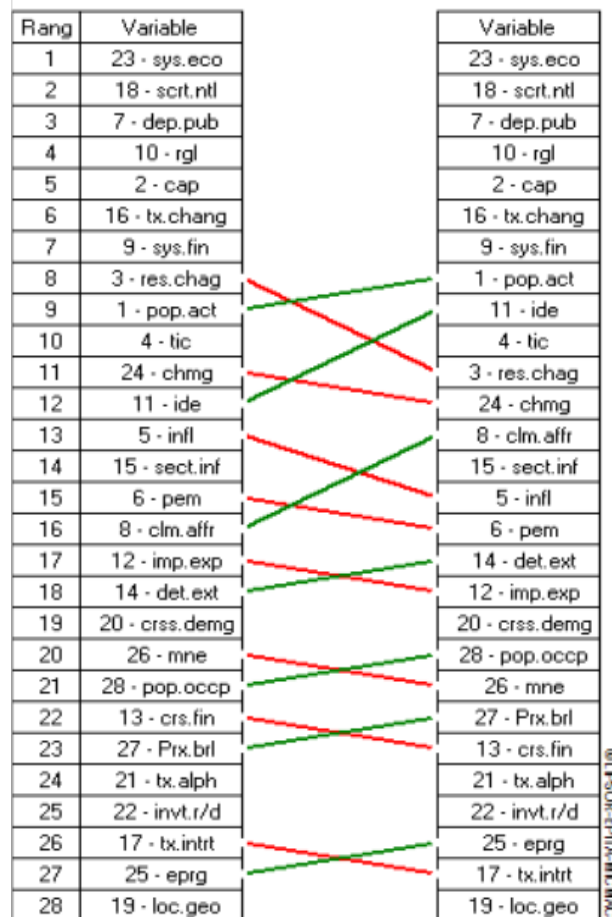 Rang Variable Variable
1 23 - sys.eco 23 - sys.eco
2 18 - scrt.ntl 18 - scrt.ntl
3 7 - dep.pub 7 - dep.pub
4 10 - rgl 10 - rgl
5 2 - cap 2 - cap
6 16 - tx.chang 16 - tx.chang
7 9 - sys.fin 9 - sys.fin
8 3 - res.chag 1 - pop.act
9 1 - pop.act 11 - ide
10 4 - tic 4 - tic
11 24 - chmg 3 - res.chag
12 11 - ide 24 - chmg
13 5 - infl 8 - clm.affr
14 15 - sect.inf 15 - sect.inf
15 6 - pem 5 - infl
16 8 - clm.affr 6 - pem
17 12 - imp.exp 14 - det.ext
18 14 - det.ext 12 - imp.exp
19 20 - crss.demg 20 - crss.demg
20 26 - mne 28 - pop.occp
21 28 - pop.occp 26 - mne
22 13 - crs.fin 27 - Prx.brl
23 27 - Prx.brl 13 - crs.fin
24 21 - tx.alph 21 - tx.alph
25 22 - invt.r/d 22 - invt.r/d
26 17 - tx.intrt 25 - eprg
27 25 - eprg 17 - tx.intrt
28 19 - loc.geo 19 - loc.geo